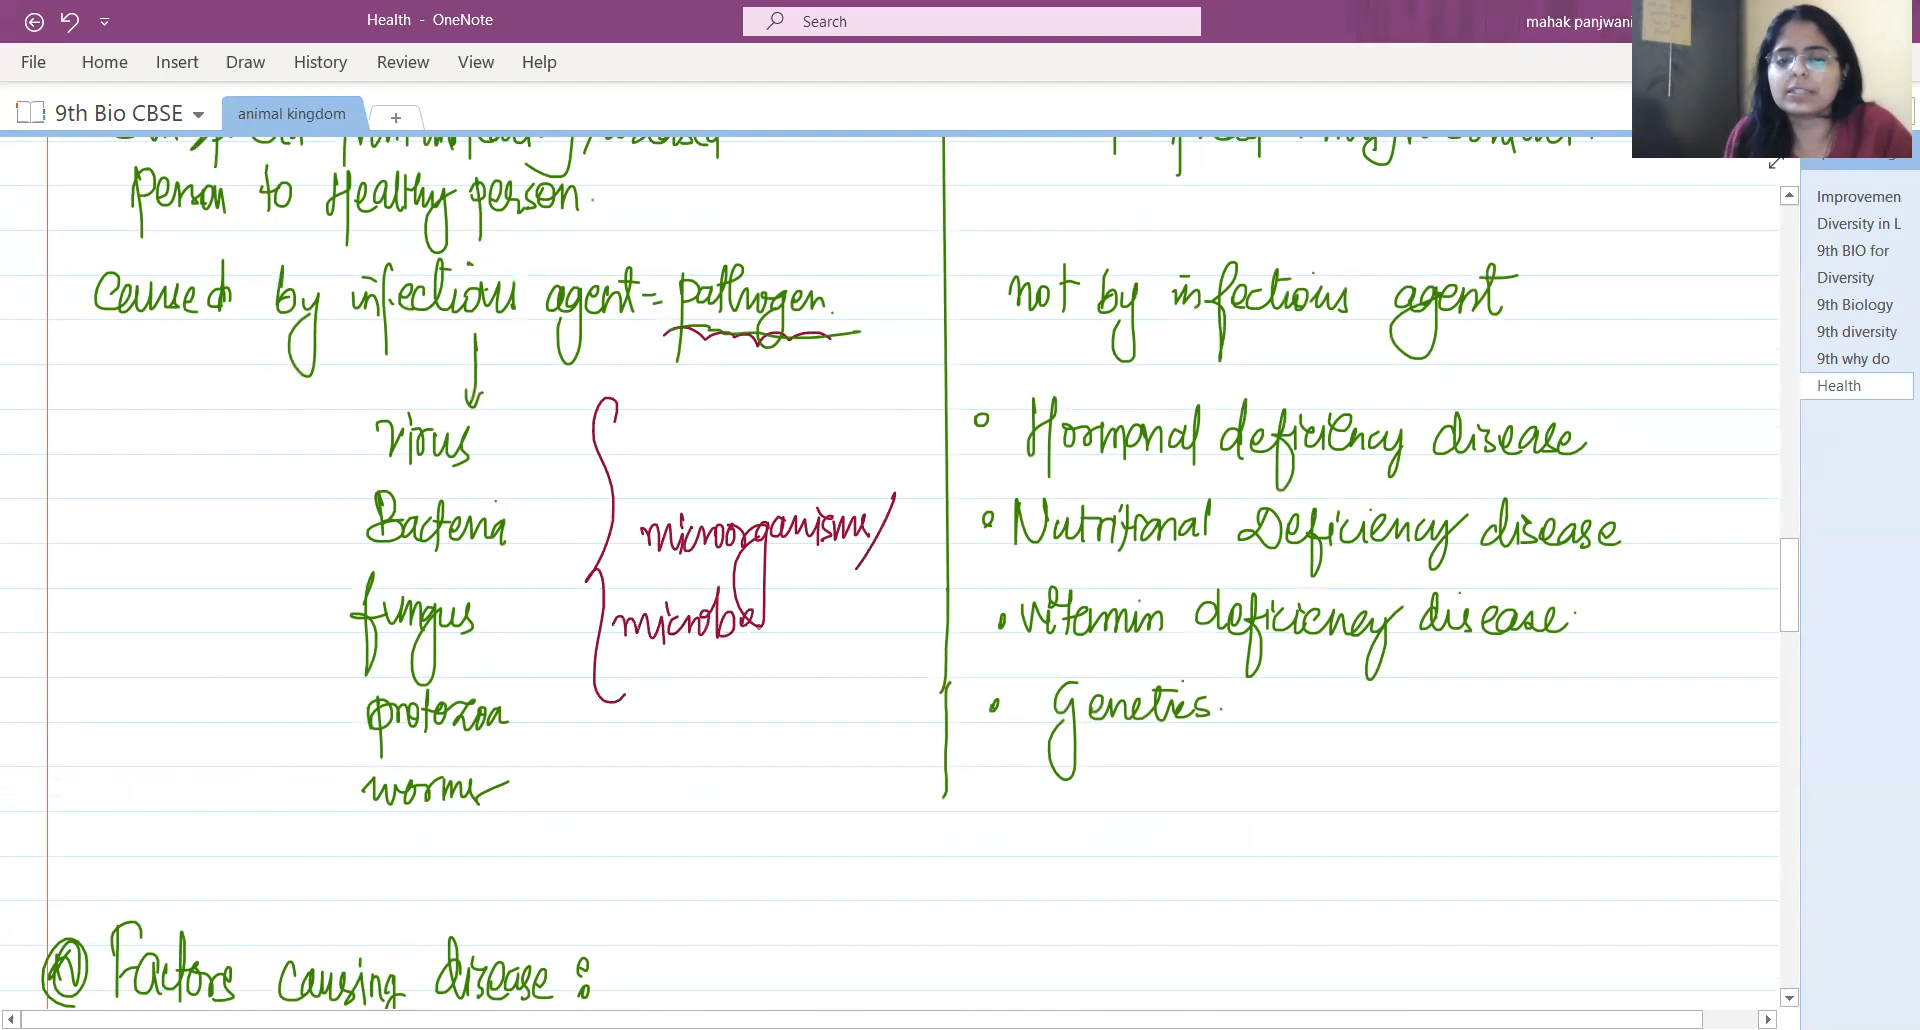 Health - OneNote
Search
mahak panjwani
File Home Insert Draw History Review View Help
9th Bio CBSE
animal kingdom
+
Improvemen
Diversity in L
9th BIO for
Diversity
9th Biology
9th diversity
9th why do
Health
person to Healthy person.
caused by infectious agent = pathogen.
virus
Bacteria
fungus
protozoa
worms
microorganisms/
microbes
not by infectious agent
Hormonal deficiency disease
Nutritional Deficiency disease
vitamin deficiency disease.
Genetics.
Factors causing disease :